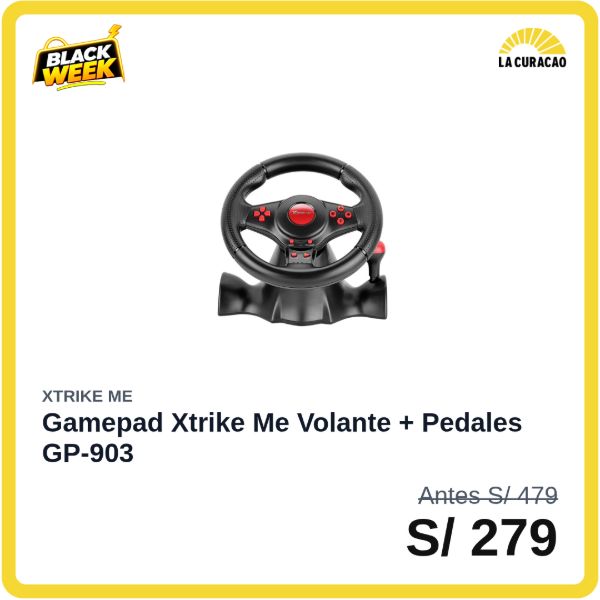 BLACK
WEEK
LA CURACAO
XTRIKE ME
Gamepad Xtrike Me Volante + Pedales
GP-903
Antes S/ 479
S/ 279